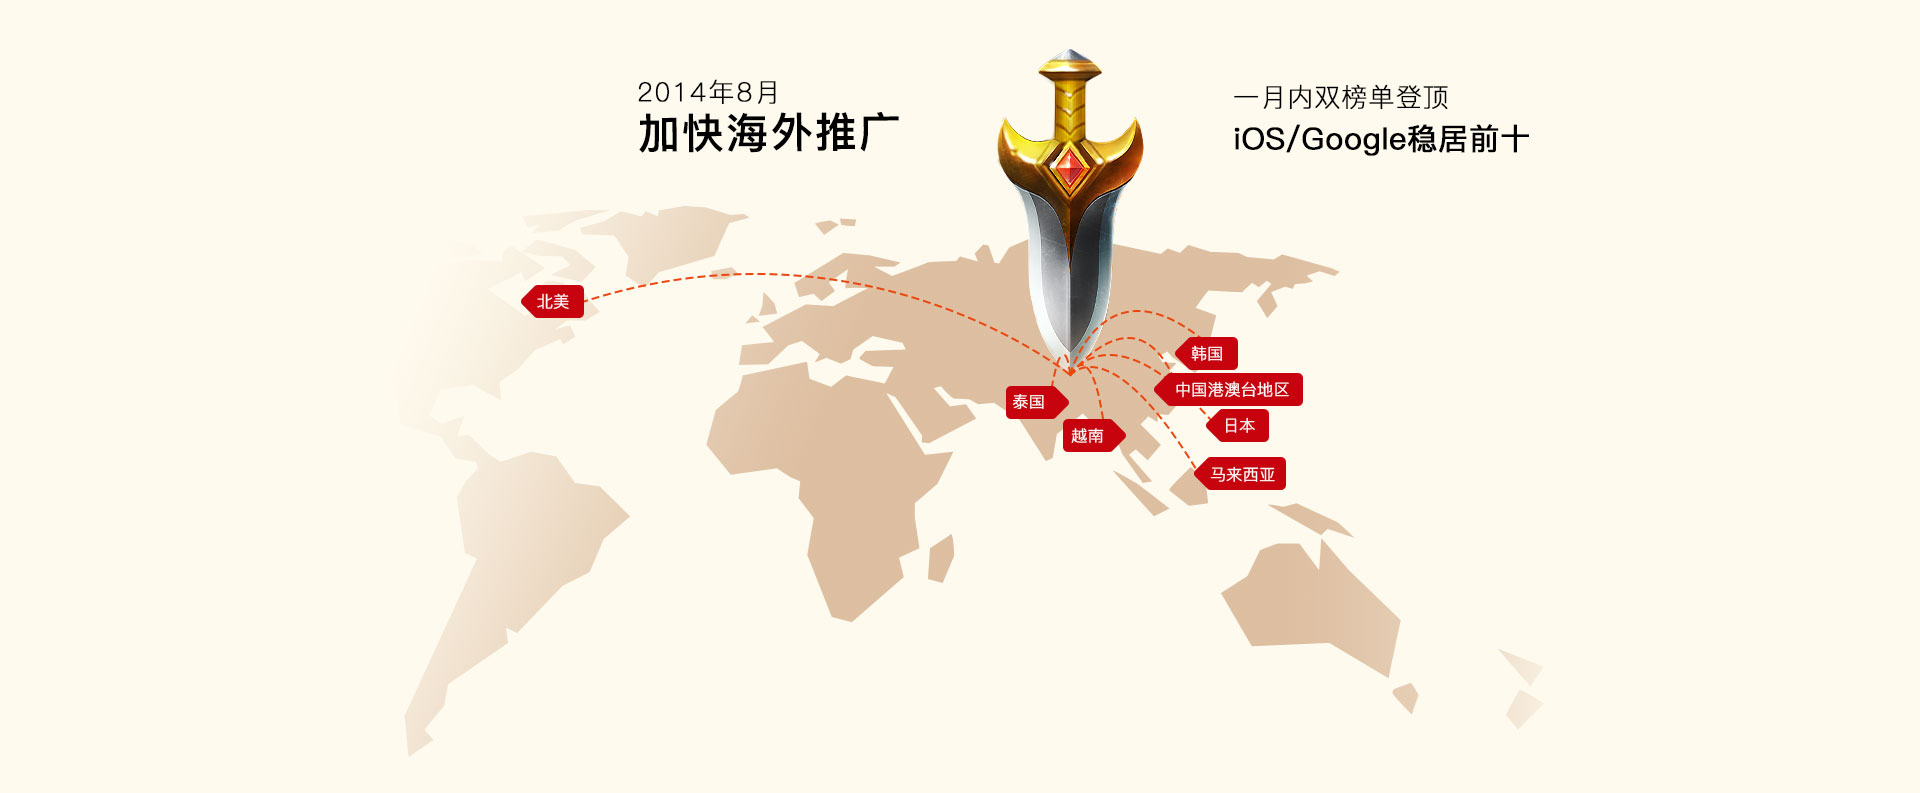 2014年8月
加快海外推广
一月内双榜单登顶
iOS/Google稳居前十
北美
韩国
中国港澳台地区
泰国
日本
越南
马来西亚